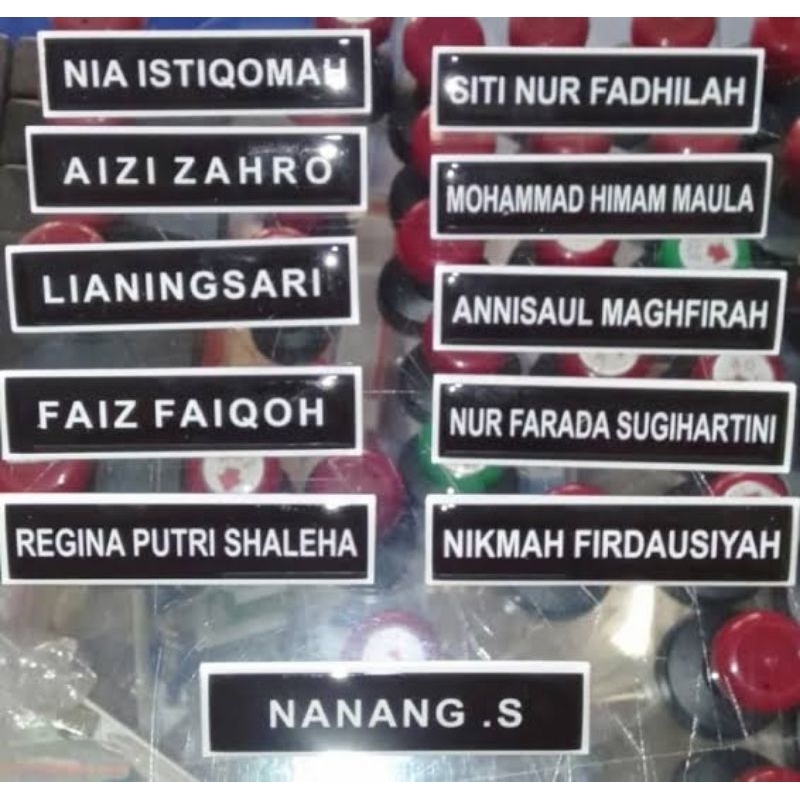 NIA ISTIQOMAH
SITI NUR FADHILAH
AIZI ZAHRO
MOHAMMAD HIMAM MAULA
LIANINGSARI
ANNISAUL MAGHFIRAH
FAIZ FAIQOH
NUR FARADA SUGIHARTINI
REGINA PUTRI SHALEHA
NIKMAH FIRDAUSIYAH
NANANG .S